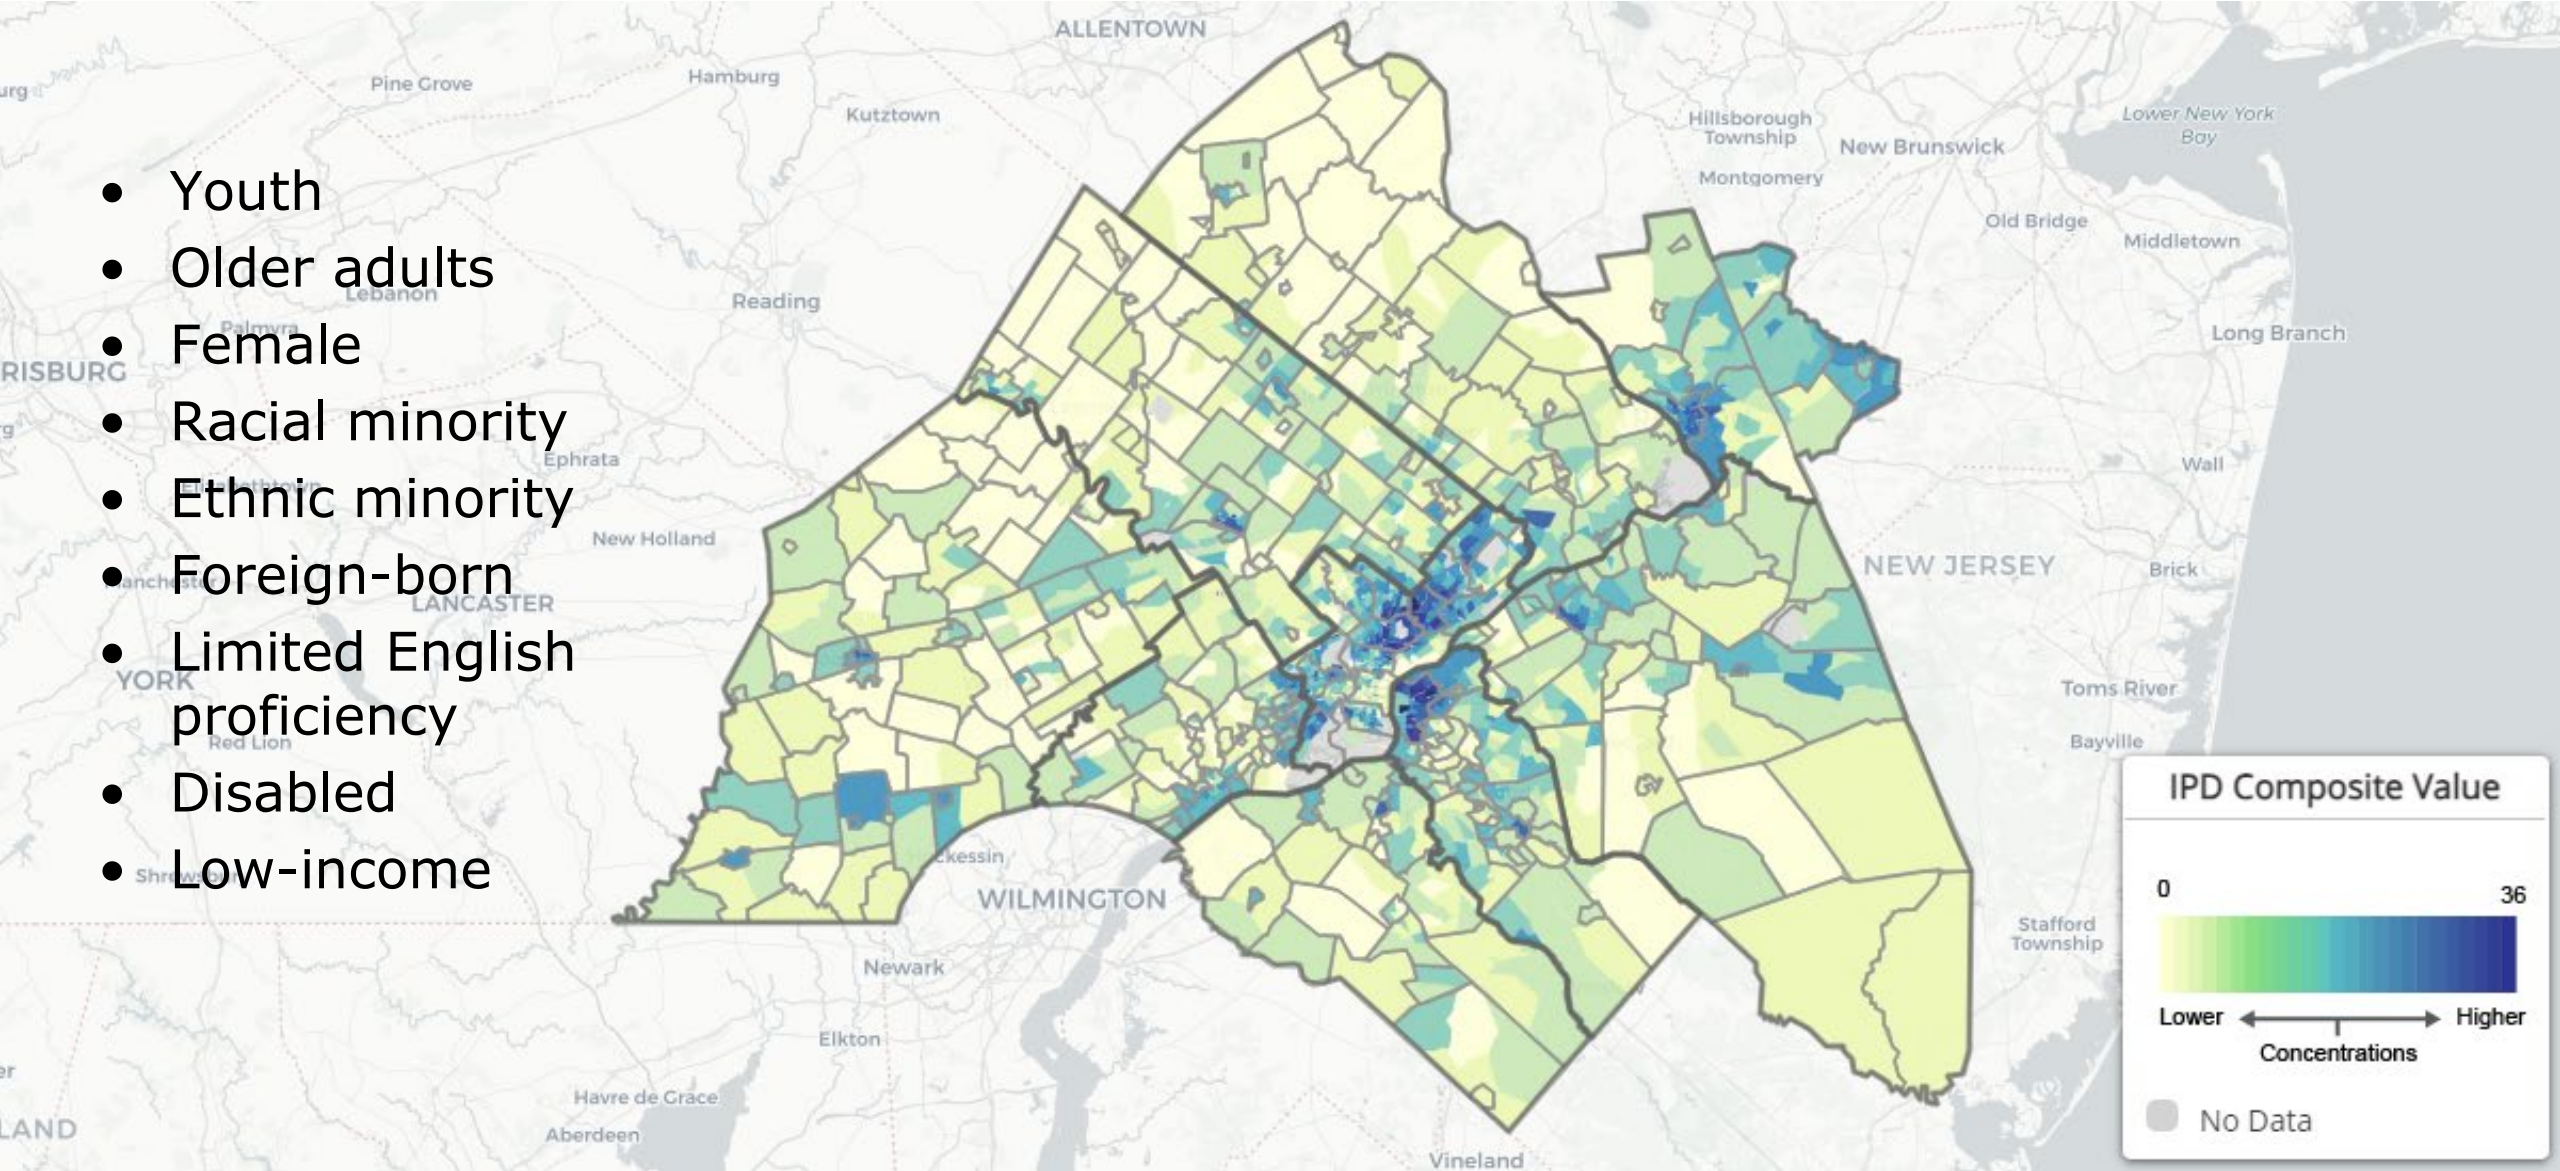 ALLENTOWN
Pine Grove
Hamburg
Kutztown
urg
Hillsborough
Township
New Brunswick
Montgomery
Lower New York
Bay
Old Bridge
Middletown
Long Branch
Reading
Lebanon
Palmyra
RISBURG
Ephrata
New Holland
LANCASTER
YORK
Red Lion
• Youth
• Older adults
• Female
• Racial minority
• Ethnic minority
• Foreign-born
• Limited English
proficiency
• Disabled
• Low-income
Wall
NEW JERSEY
Brick
Toms River
Bayville
Stafford
Township
ckessin
WILMINGTON
Newark
Elkton
Havre de Grace
Aberdeen
LAND
Vineland
IPD Composite Value
0
36
Lower
Higher
Concentrations
No Data